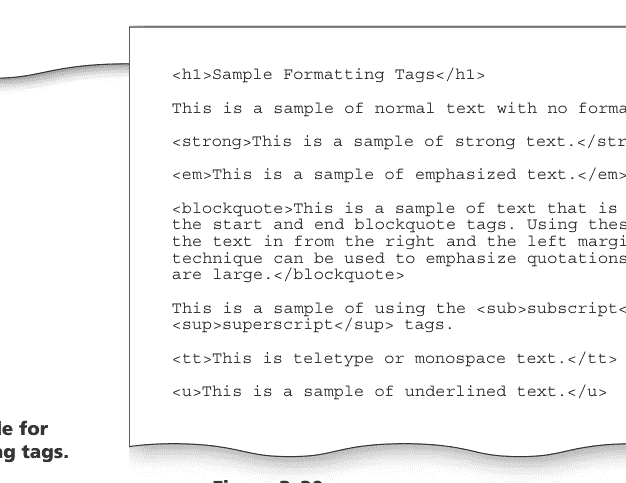 <h1>Sample Formatting Tags</h1>
This is a sample of normal text with no forma
<strong>This is a sample of strong text.</str
<em>This is a sample of emphasized text.</em>
<blockquote>This is a sample of text that is
the start and end blockquote tags. Using thes
the text in from the right and the left margi
technique can be used to emphasize quotations
are large.</blockquote>
This is a sample of using the <sub>subscript<
<sup>superscript</sup> tags.
<tt>This is teletype or monospace text.</tt>
<u>This is a sample of underlined text.</u>
le for
ng tags.